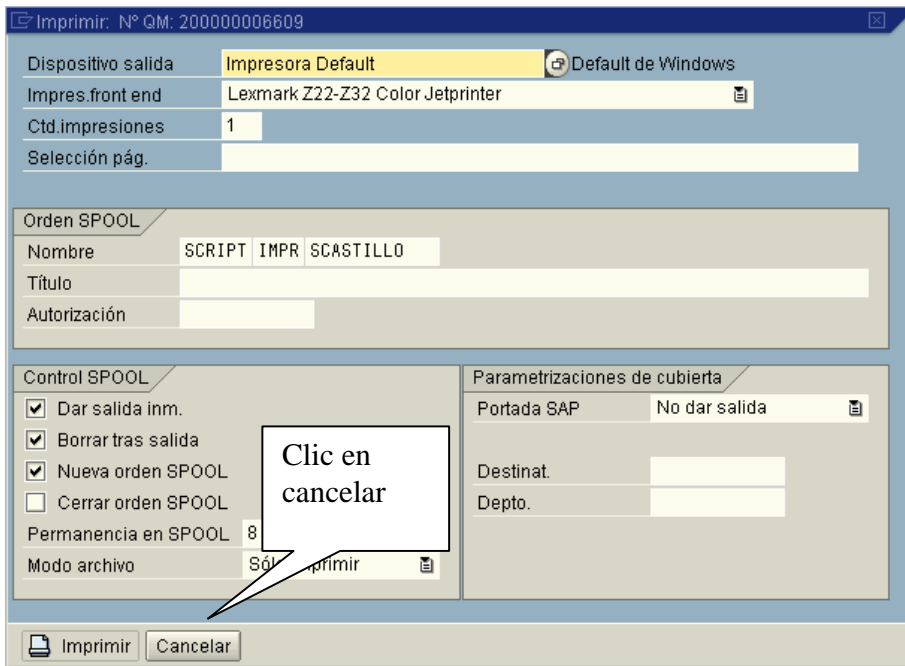 Imprimir: Nº QM: 200000006609
Dispositivo salida Impresora Default Default de Windows
Impres.front end Lexmark Z22-Z32 Color Jetprinter
Ctd.impresiones 1
Selección pág.
Orden SPOOL
Nombre SCRIPT IMPR SCASTILLO
Título
Autorización
Control SPOOL
Dar salida inm.
Borrar tras salida
Nueva orden SPOOL
Cerrar orden SPOOL
Permanencia en SPOOL 8
Modo archivo
Clic en
cancelar
Parametrizaciones de cubierta
Portada SAP No dar salida
Destinat.
Depto.
Imprimir Cancelar